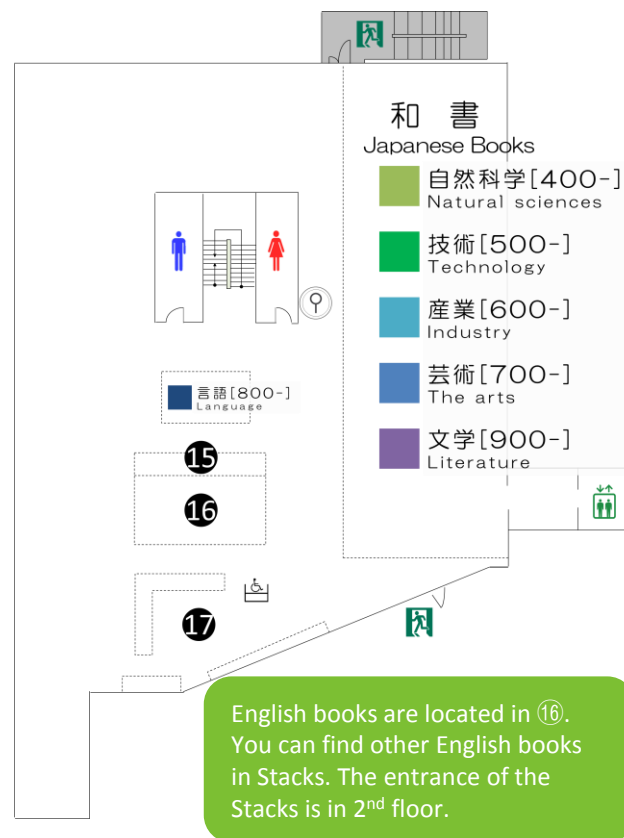 和 書
Japanese Books
自然科学[400-]
Natural sciences
技術[500-]
Technology
産業[600-]
Industry
芸術[700-]
The arts
文学[900-]
Literature
言語[800-]
Language
15
16
17
English books are located in ⑯.
You can find other English books
in Stacks. The entrance of the
Stacks is in 2nd floor.